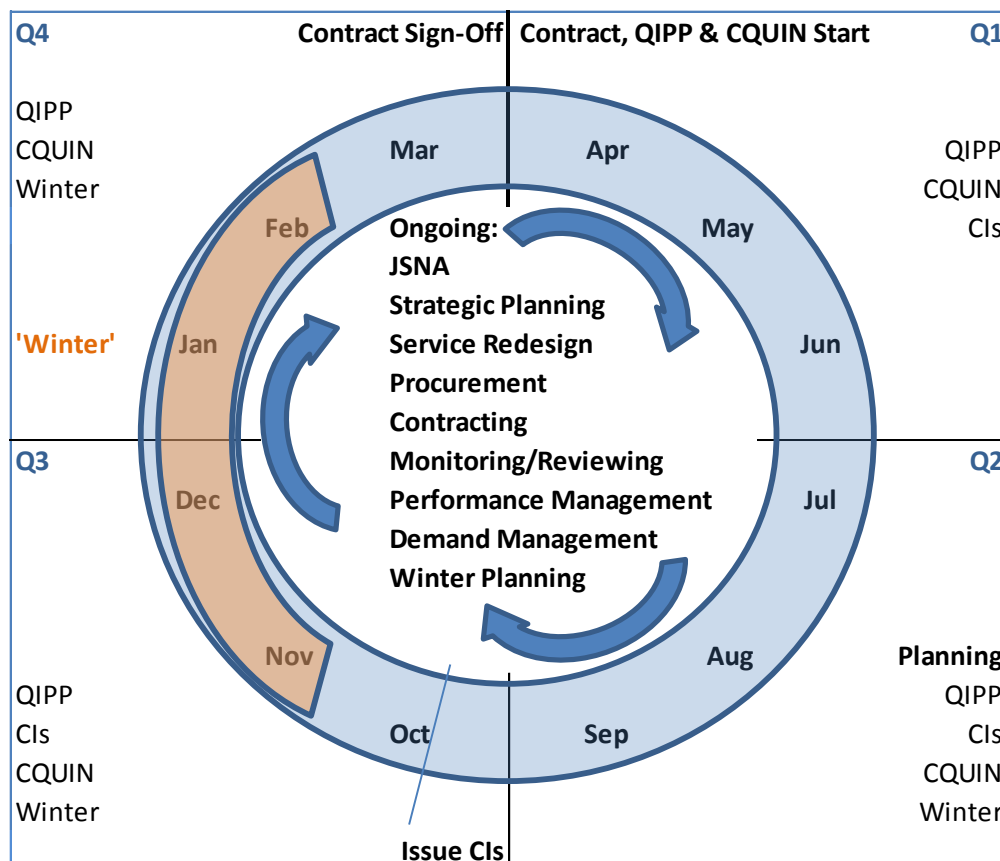 Q4
Contract Sign-Off
Contract, QIPP & CQUIN Start
Q1
QIPP
CQUIN
Winter
QIPP
CQUIN
CIs
Mar
Apr
Feb
May
'Winter'
Jan
Jun
Ongoing:
JSNA
Strategic Planning
Service Redesign
Procurement
Contracting
Monitoring/Reviewing
Performance Management
Demand Management
Winter Planning
Q3
Q2
Dec
Jul
Nov
Aug
Oct
Sep
QIPP
CIs
CQUIN
Winter
Planning
QIPP
CIs
CQUIN
Winter
Issue CIs